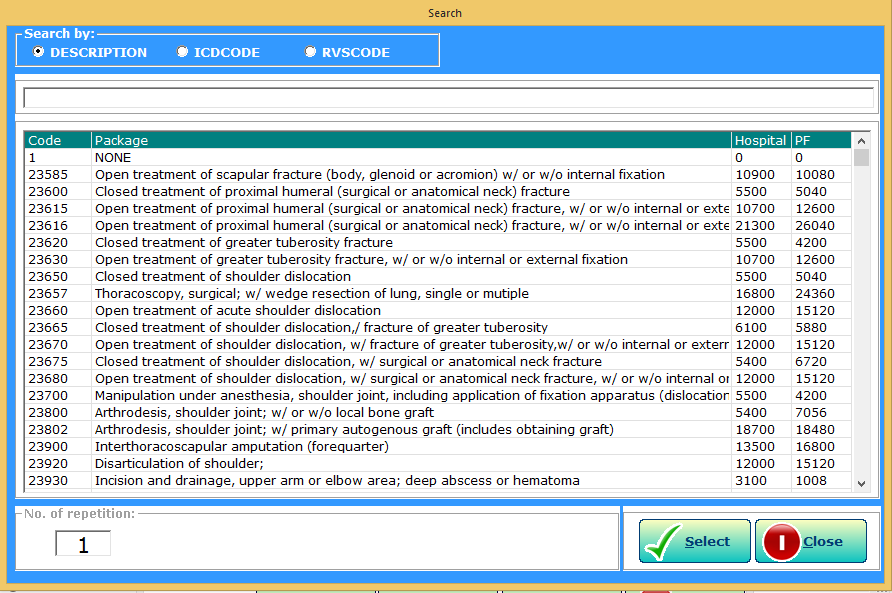 Search
Search by:
DESCRIPTION ICDCODE RVSCODE
Code Package Hospital PF
1 NONE 0 0
23585 Open treatment of scapular fracture (body, glenoid or acromion) w/ or w/o internal fixation 10900 10080
23600 Closed treatment of proximal humeral (surgical or anatomical neck) fracture 5500 5040
23615 Open treatment of proximal humeral (surgical or anatomical neck) fracture, w/ or w/o internal or exte 10700 12600
23616 Open treatment of proximal humeral (surgical or anatomical neck) fracture, w/ or w/o internal or exte 21300 26040
23620 Closed treatment of greater tuberosity fracture 5500 4200
23630 Open treatment of greater tuberosity fracture, w/ or w/o internal or external fixation 10700 12600
23650 Closed treatment of shoulder dislocation 5500 5040
23657 Thoracoscopy, surgical; w/ wedge resection of lung, single or mutiple 16800 24360
23660 Open treatment of acute shoulder dislocation 12000 15120
23665 Closed treatment of shoulder dislocation,/ fracture of greater tuberosity 6100 5880
23670 Open treatment of shoulder dislocation, w/ fracture of greater tuberosity,w/ or w/o internal or extern 12000 15120
23675 Closed treatment of shoulder dislocation, w/ surgical or anatomical neck fracture 5400 6720
23680 Open treatment of shoulder dislocation, w/ surgical or anatomical neck fracture, w/ or w/o internal or 12000 15120
23700 Manipulation under anesthesia, shoulder joint, including application of fixation apparatus (dislocation 5500 4200
23800 Arthrodesis, shoulder joint; w/ or w/o local bone graft 5400 7056
23802 Arthrodesis, shoulder joint; w/ primary autogenous graft (includes obtaining graft) 18700 18480
23900 Interthoracoscapular amputation (forequarter) 13500 16800
23920 Disarticulation of shoulder; 12000 15120
23930 Incision and drainage, upper arm or elbow area; deep abscess or hematoma 3100 1008
No. of repetition:
1
Select Close